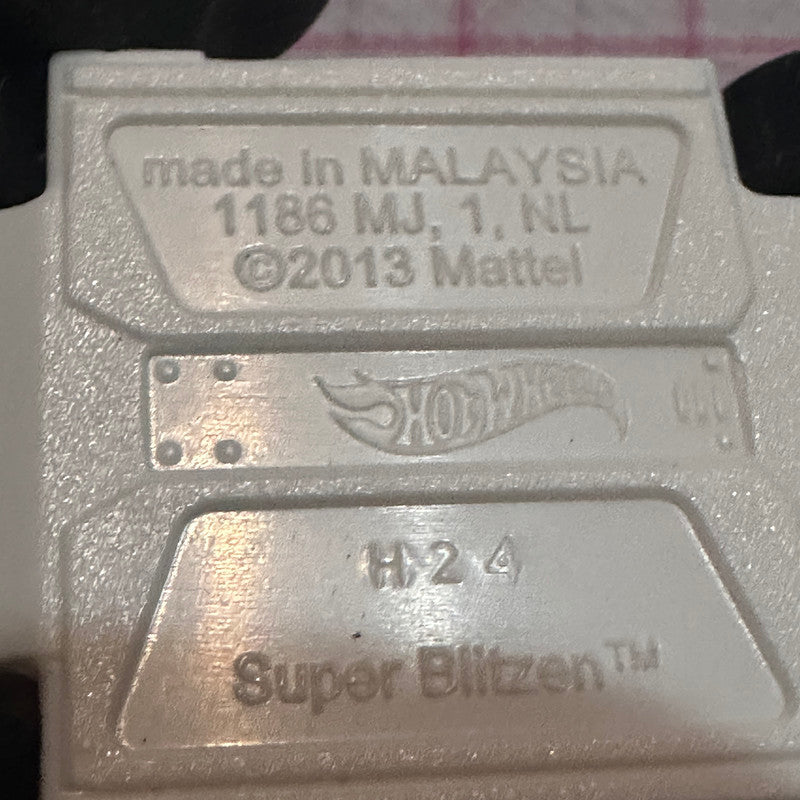 made in MALAYSIA
1186 MJ, 1, NL
©2013 Mattel
HOT WHEELS
H24
Super Blitzen™